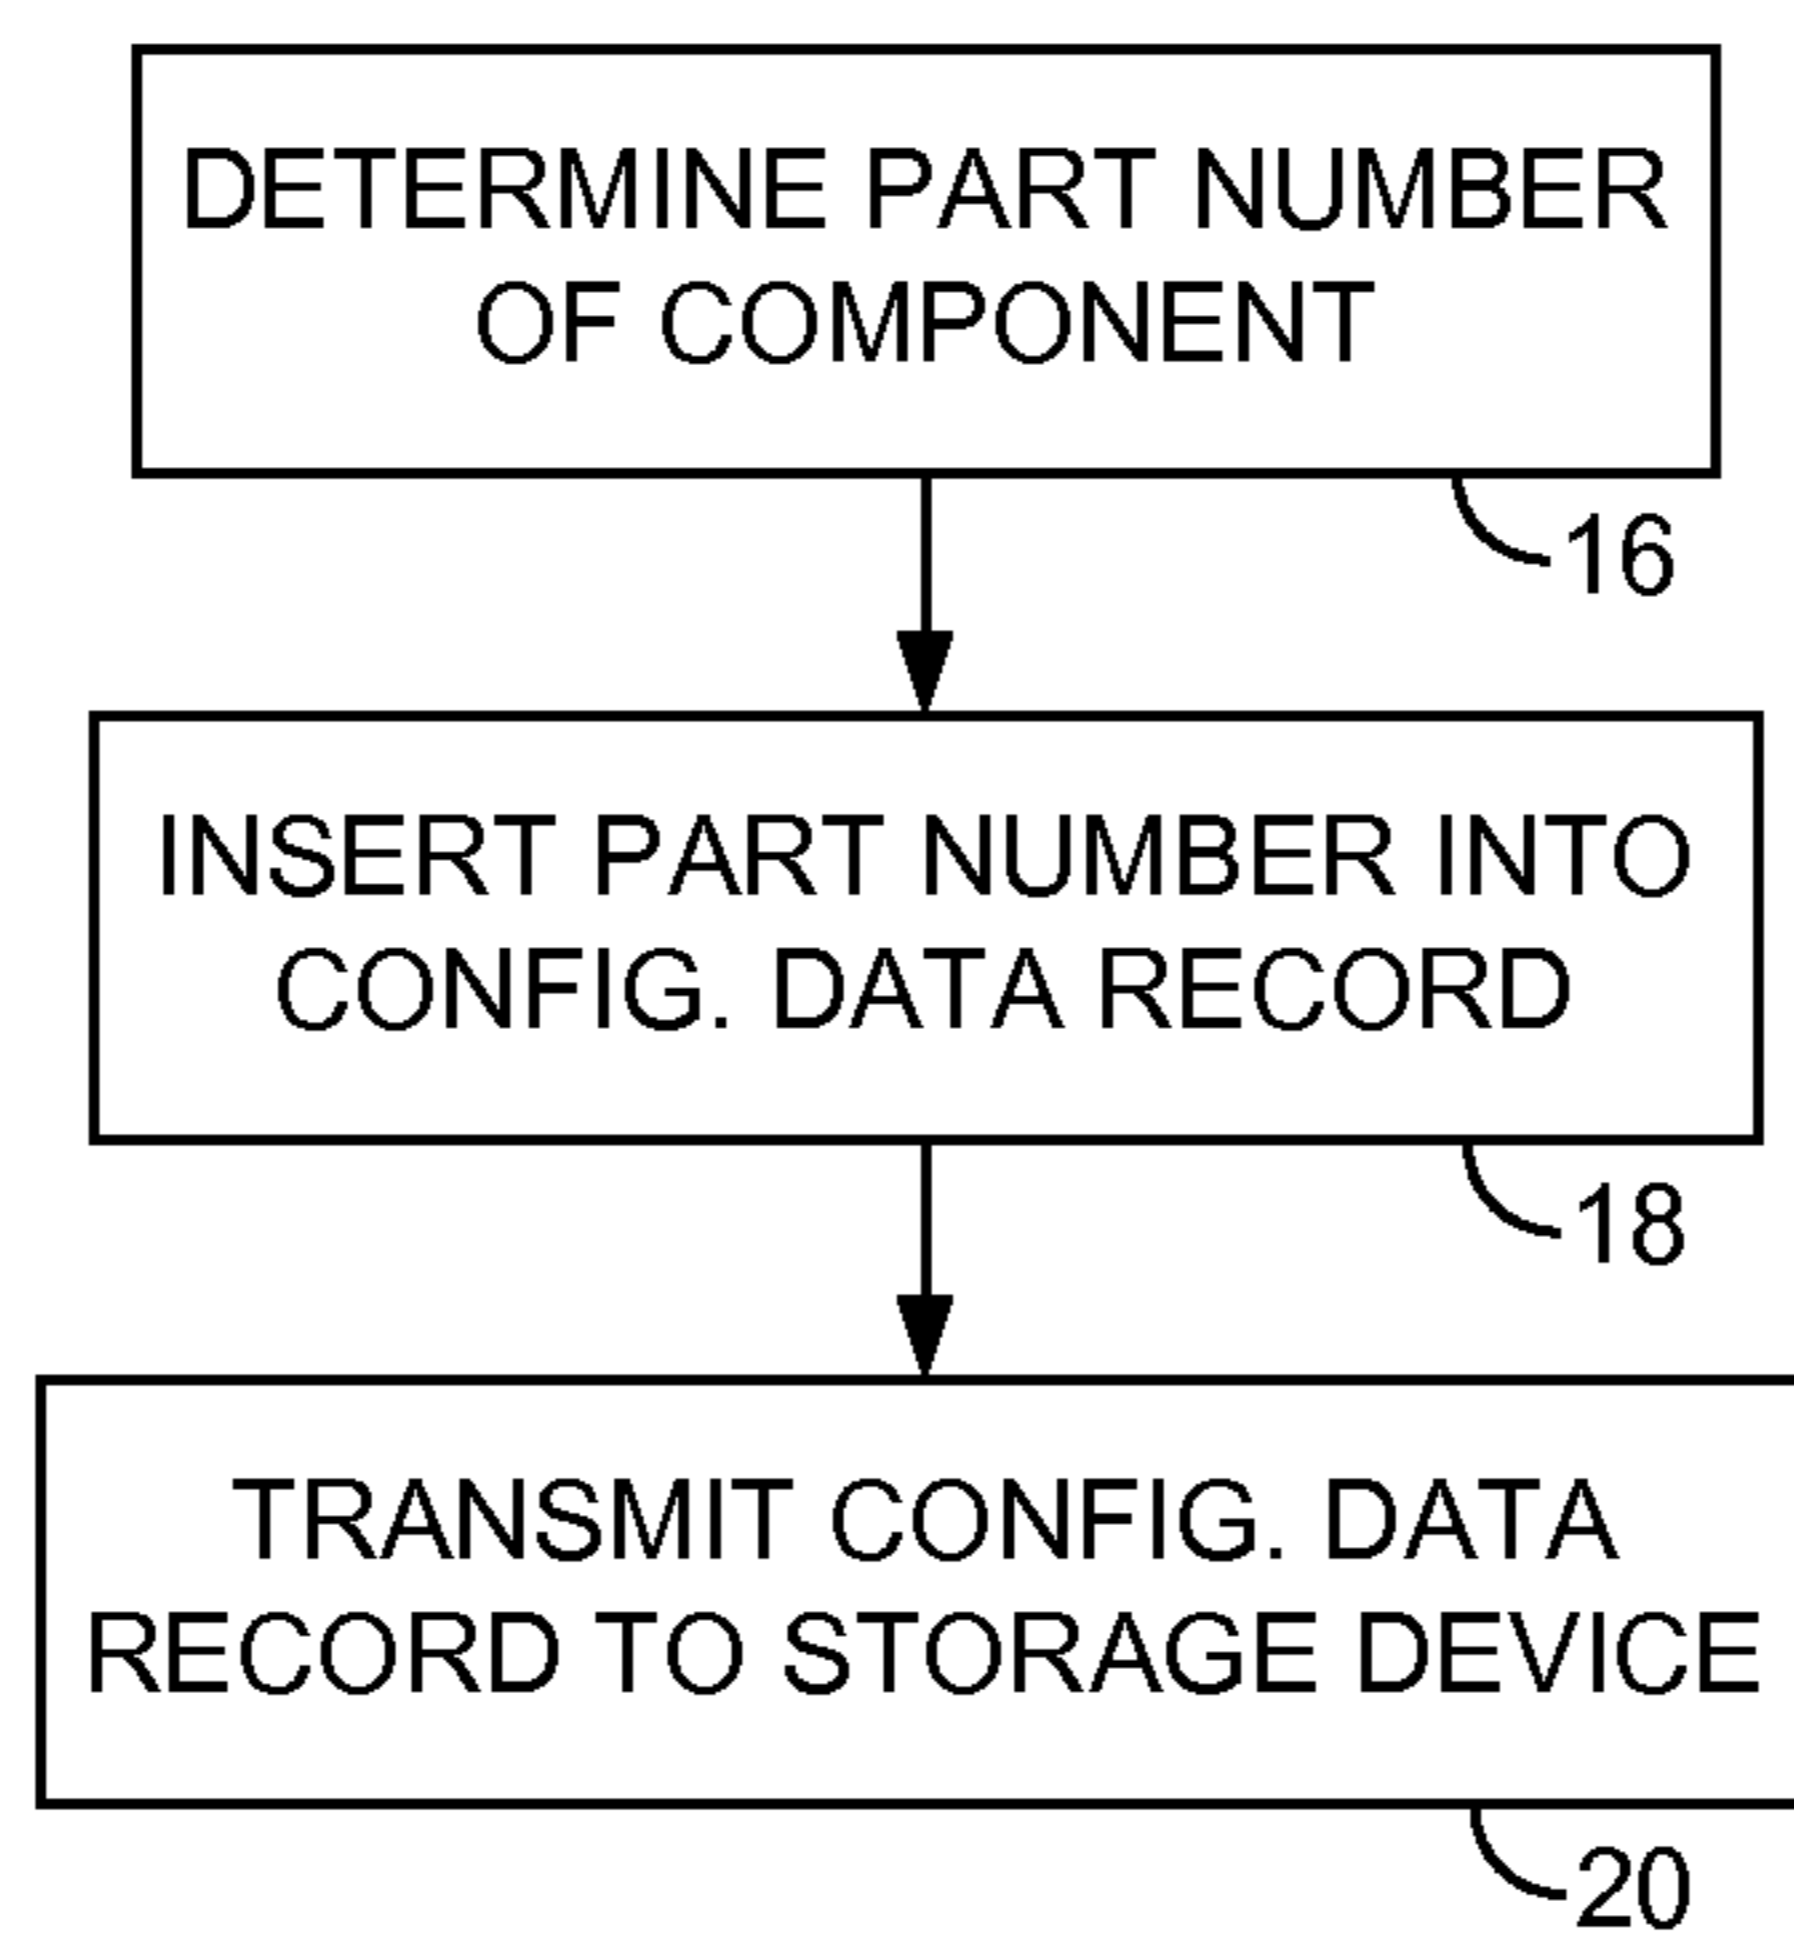 DETERMINE PART NUMBER
OF COMPONENT
16
INSERT PART NUMBER INTO
CONFIG. DATA RECORD
18
TRANSMIT CONFIG. DATA
RECORD TO STORAGE DEVICE
20